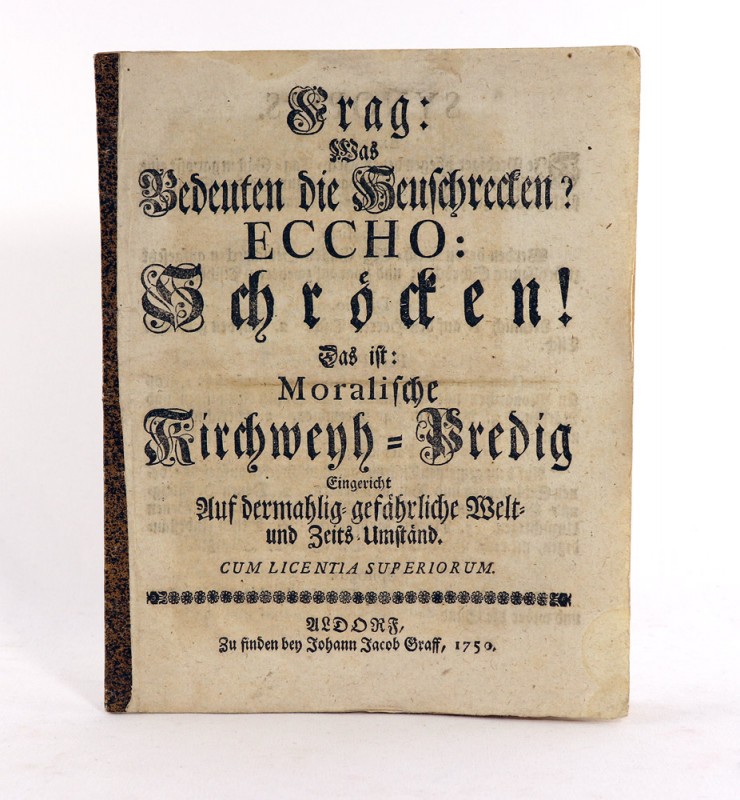 Frag:
Was
Bedeuten die Heuschrecken?
ECCHO:
Schröcken!
Das ist:
Moralische
Kirchweyh-Predig
Eingericht
Auf dermahlig-gefährliche Welt-
und Zeits-Umständ.
CUM LICENTIA SUPERIORUM.
ALDORF,
Zu finden bey Johann Jacob Graff, 1750.